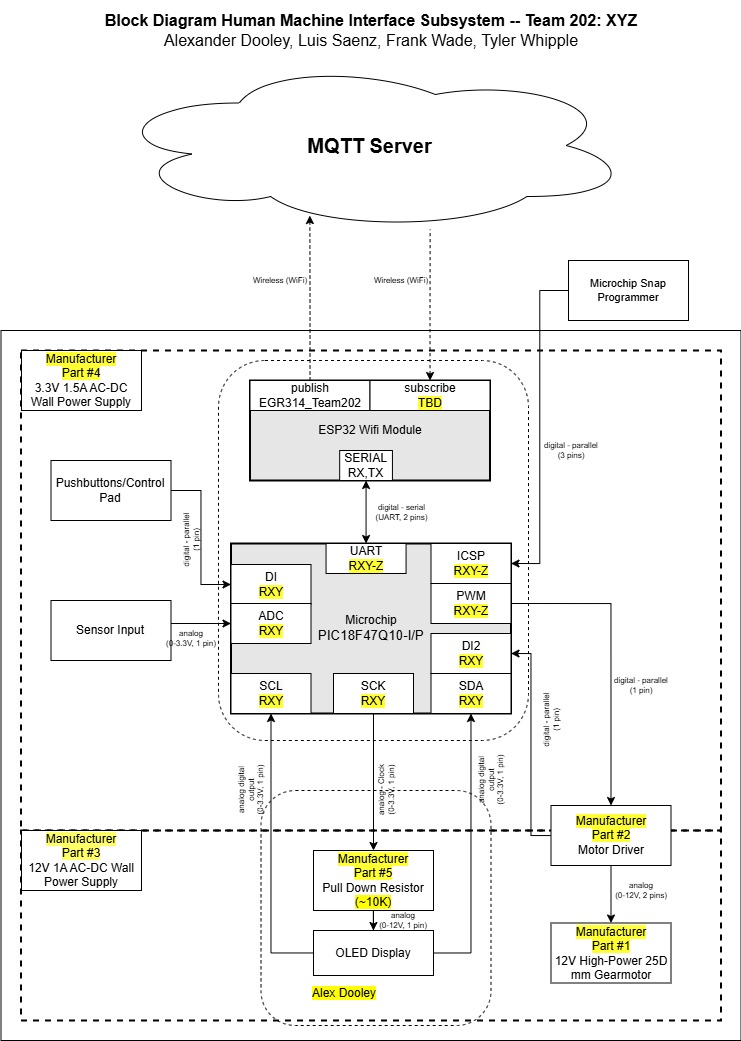 Block Diagram Human Machine Interface Subsystem -- Team 202: XYZ
Alexander Dooley, Luis Saenz, Frank Wade, Tyler Whipple
MQTT Server
Wireless (WiFi)
Wireless (WiFi)
Microchip Snap
Programmer
Manufacturer
Part #4
3.3V 1.5A AC-DC
Wall Power Supply
publish
EGR314_Team202
subscribe
TBD
ESP32 Wifi Module
SERIAL
RX,TX
digital - parallel
(3 pins)
Pushbuttons/Control
Pad
digital - parallel
(1 pin)
digital - serial
(UART, 2 pins)
UART
RXY-Z
ICSP
RXY-Z
DI
RXY
PWM
RXY-Z
ADC
RXY
Microchip
PIC18F47Q10-I/P
Sensor Input
analog
(0-3.3V, 1 pin)
DI2
RXY
SCL
RXY
SCK
RXY
SDA
RXY
digital - parallel
(1 pin)
digital - parallel
(1 pin)
analog digital
output
(0-3.3V, 1 pin)
analog - Clock
(0-3.3V, 1 pin)
analog digital
output
(0-3.3V, 1 pin)
Manufacturer
Part #2
Motor Driver
Manufacturer
Part #3
12V 1A AC-DC Wall
Power Supply
Manufacturer
Part #5
Pull Down Resistor
(~10K)
analog
(0-12V, 1 pin)
analog
(0-12V, 2 pins)
OLED Display
Manufacturer
Part #1
12V High-Power 25D
mm Gearmotor
Alex Dooley